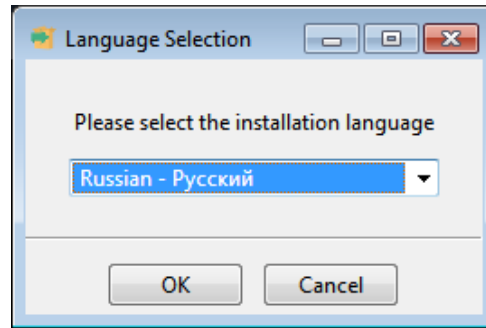 Language Selection
Please select the installation language
Russian - Русский
OK
Cancel